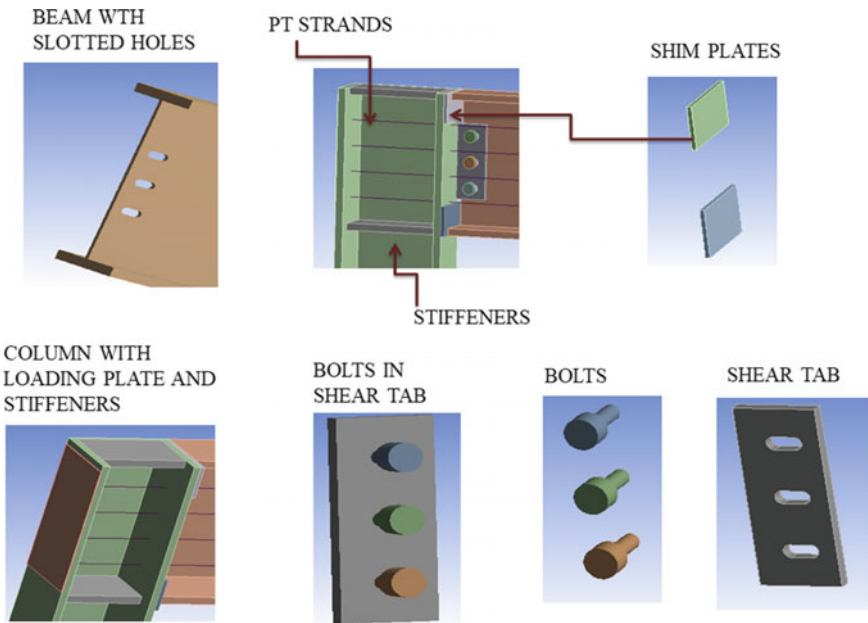 BEAM WTH
SLOTTED HOLES
PT STRANDS
SHIM PLATES
STIFFENERS
COLUMN WITH
LOADING PLATE AND
STIFFENERS
BOLTS IN
SHEAR TAB
BOLTS
SHEAR TAB